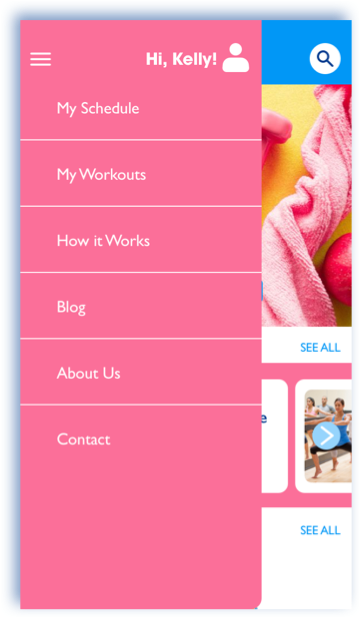 Hi, Kelly!
My Schedule
My Workouts
How it Works
Blog
About Us
Contact
SEE ALL
e
SEE ALL